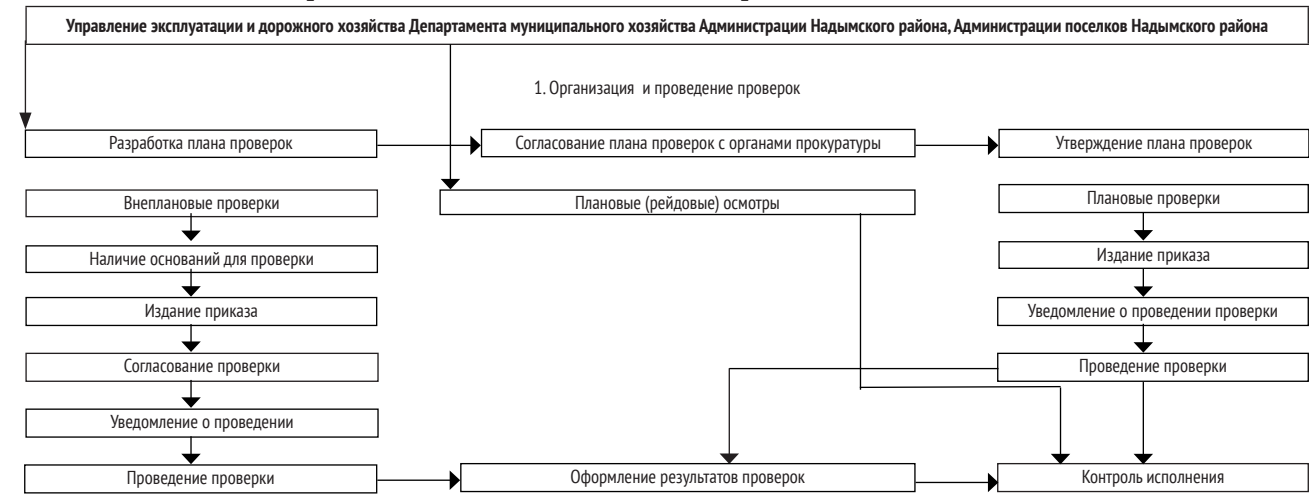 Управление эксплуатации и дорожного хозяйства Департамента муниципального хозяйства Администрации Надымского района, Администрации поселков Надымского района
1. Организация и проведение проверок
Разработка плана проверок
Согласование плана проверок с органами прокуратуры
Утверждение плана проверок
Внеплановые проверки
Плановые (рейдовые) осмотры
Плановые проверки
Наличие оснований для проверки
Издание приказа
Издание приказа
Уведомление о проведении проверки
Согласование проверки
Проведение проверки
Уведомление о проведении
Проведение проверки
Оформление результатов проверок
Контроль исполнения